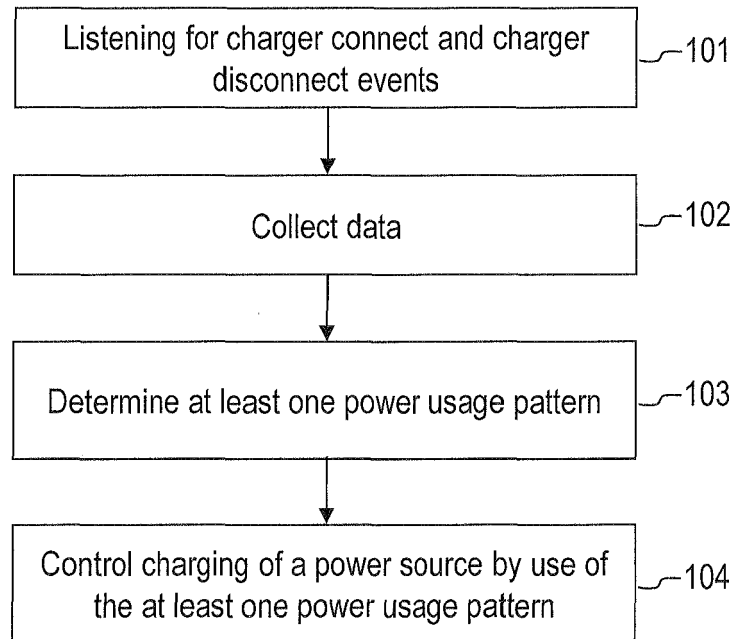 Listening for charger connect and charger
disconnect events
101
Collect data
102
Determine at least one power usage pattern
103
Control charging of a power source by use of
the at least one power usage pattern
104